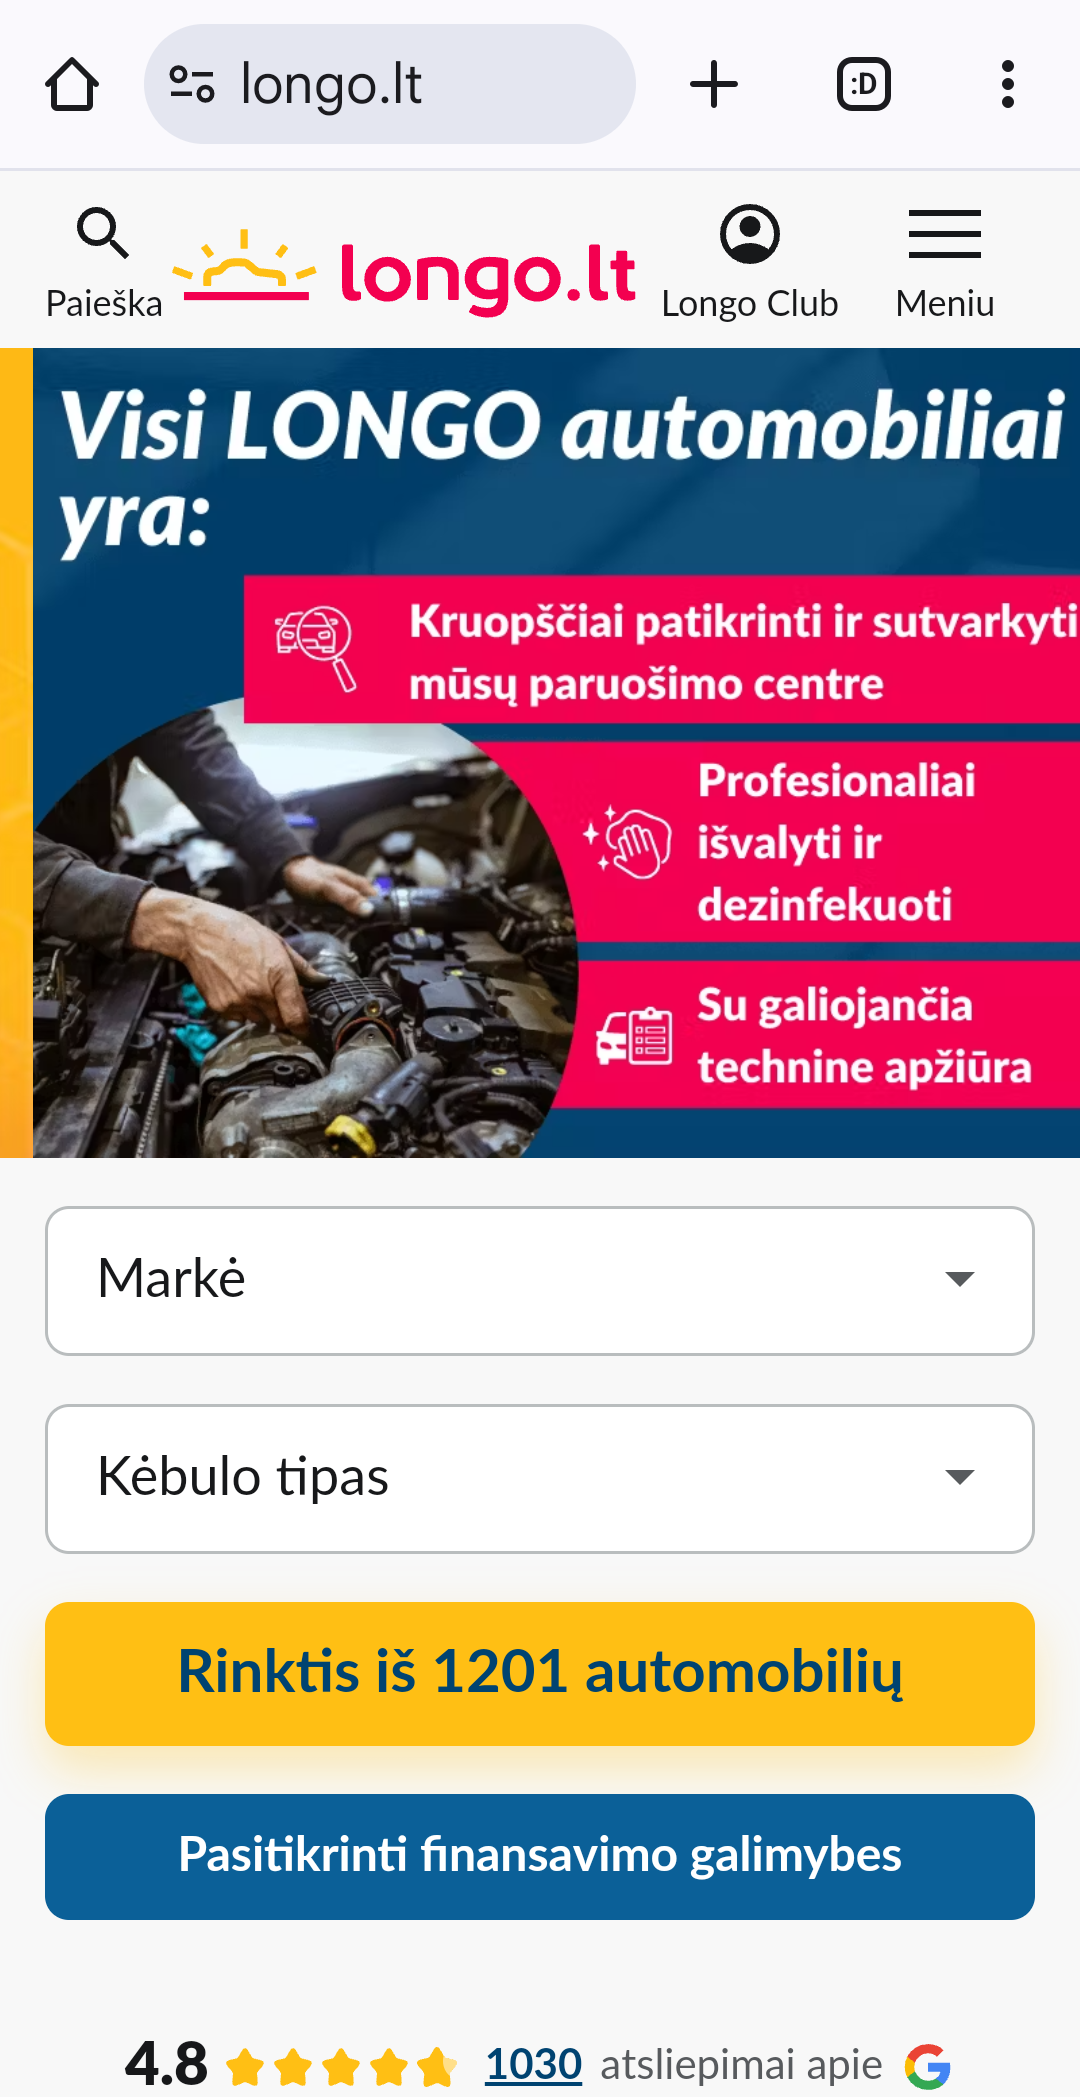 longo.lt
:D
Paieška
longo.lt
Longo Club
Meniu
Visi LONGO automobiliai
yra:
Kruopščiai patikrinti ir sutvarkyti
mūsų paruošimo centre
Profesionaliai
išvalyti ir
dezinfekuoti
Su galiojančia
technine apžiūra
Markė
Kėbulo tipas
Rinktis iš 1201 automobilių
Pasitikrinti finansavimo galimybes
4.8 1030 atsliepimai apie G